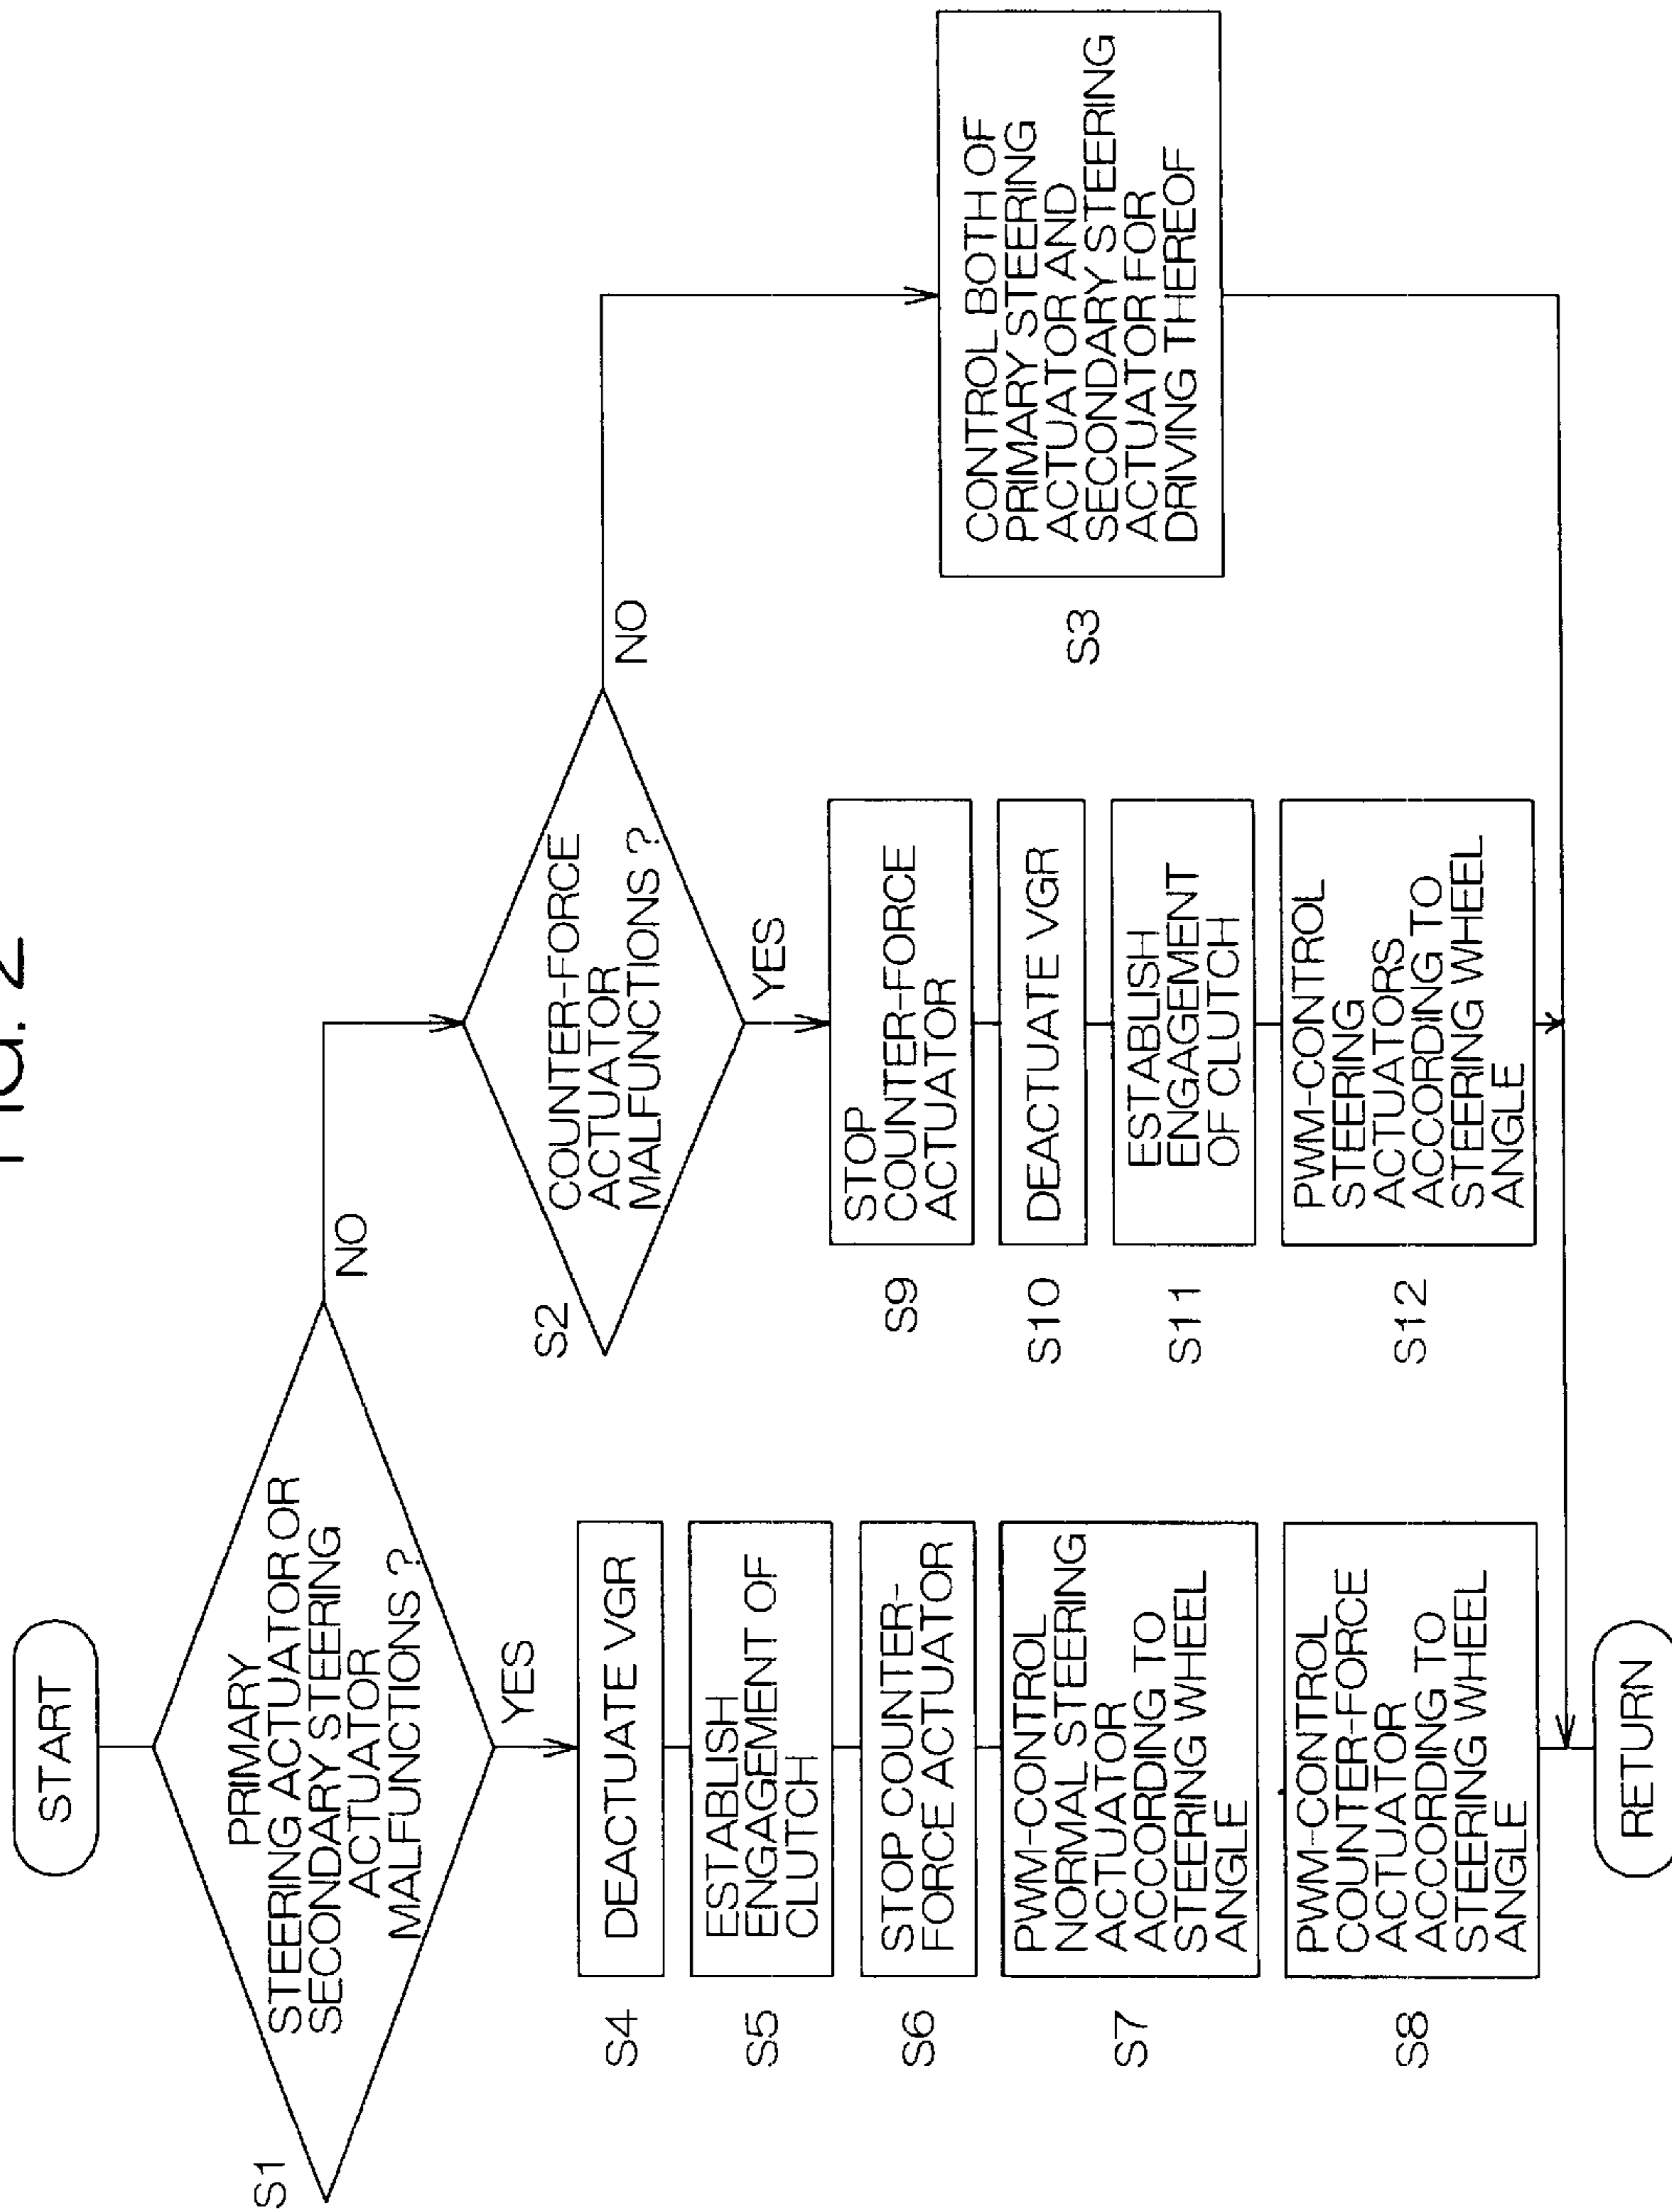 FIG. 2
START
S1
PRIMARY
STEERING ACTUATOR OR
SECONDARY STEERING
ACTUATOR
MALFUNCTIONS ?
NO
YES
S4
DEACTUATE VGR
S5
ESTABLISH
ENGAGEMENT OF
CLUTCH
S6
STOP COUNTER-
FORCE ACTUATOR
S7
PWM-CONTROL
NORMAL STEERING
ACTUATOR
ACCORDING TO
STEERING WHEEL
ANGLE
S8
PWM-CONTROL
COUNTER-FORCE
ACTUATOR
ACCORDING TO
STEERING WHEEL
ANGLE
S2
COUNTER-FORCE
ACTUATOR
MALFUNCTIONS ?
NO
YES
S9
STOP
COUNTER-FORCE
ACTUATOR
S10
DEACTUATE VGR
S11
ESTABLISH
ENGAGEMENT
OF CLUTCH
S12
PWM-CONTROL
STEERING
ACTUATORS
ACCORDING TO
STEERING WHEEL
ANGLE
S3
CONTROL BOTH OF
PRIMARY STEERING
ACTUATOR AND
SECONDARY STEERING
ACTUATOR FOR
DRIVING THEREOF
RETURN